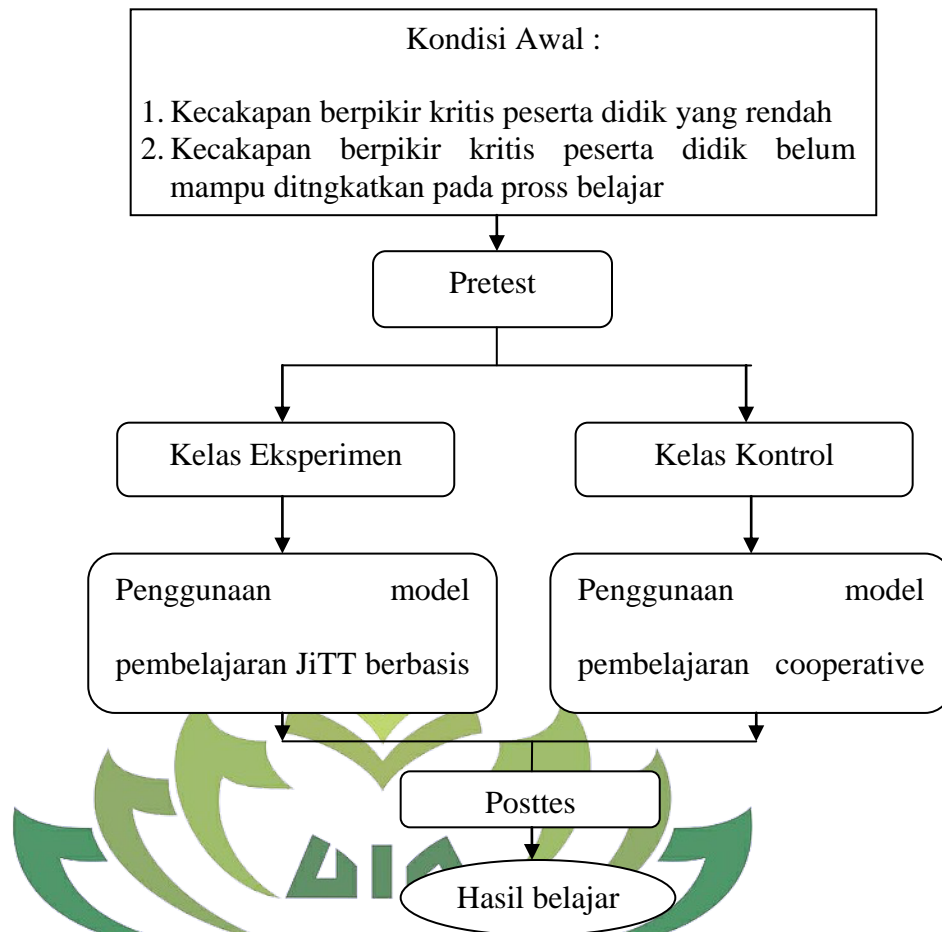 Kondisi Awal :
1. Kecakapan berpikir kritis peserta didik yang rendah
2. Kecakapan berpikir kritis peserta didik belum
mampu ditngkatkan pada pross belajar
Pretest
Kelas Eksperimen
Kelas Kontrol
Penggunaan model
pembelajaran JiTT berbasis
Penggunaan model
pembelajaran cooperative
Posttes
Hasil belajar